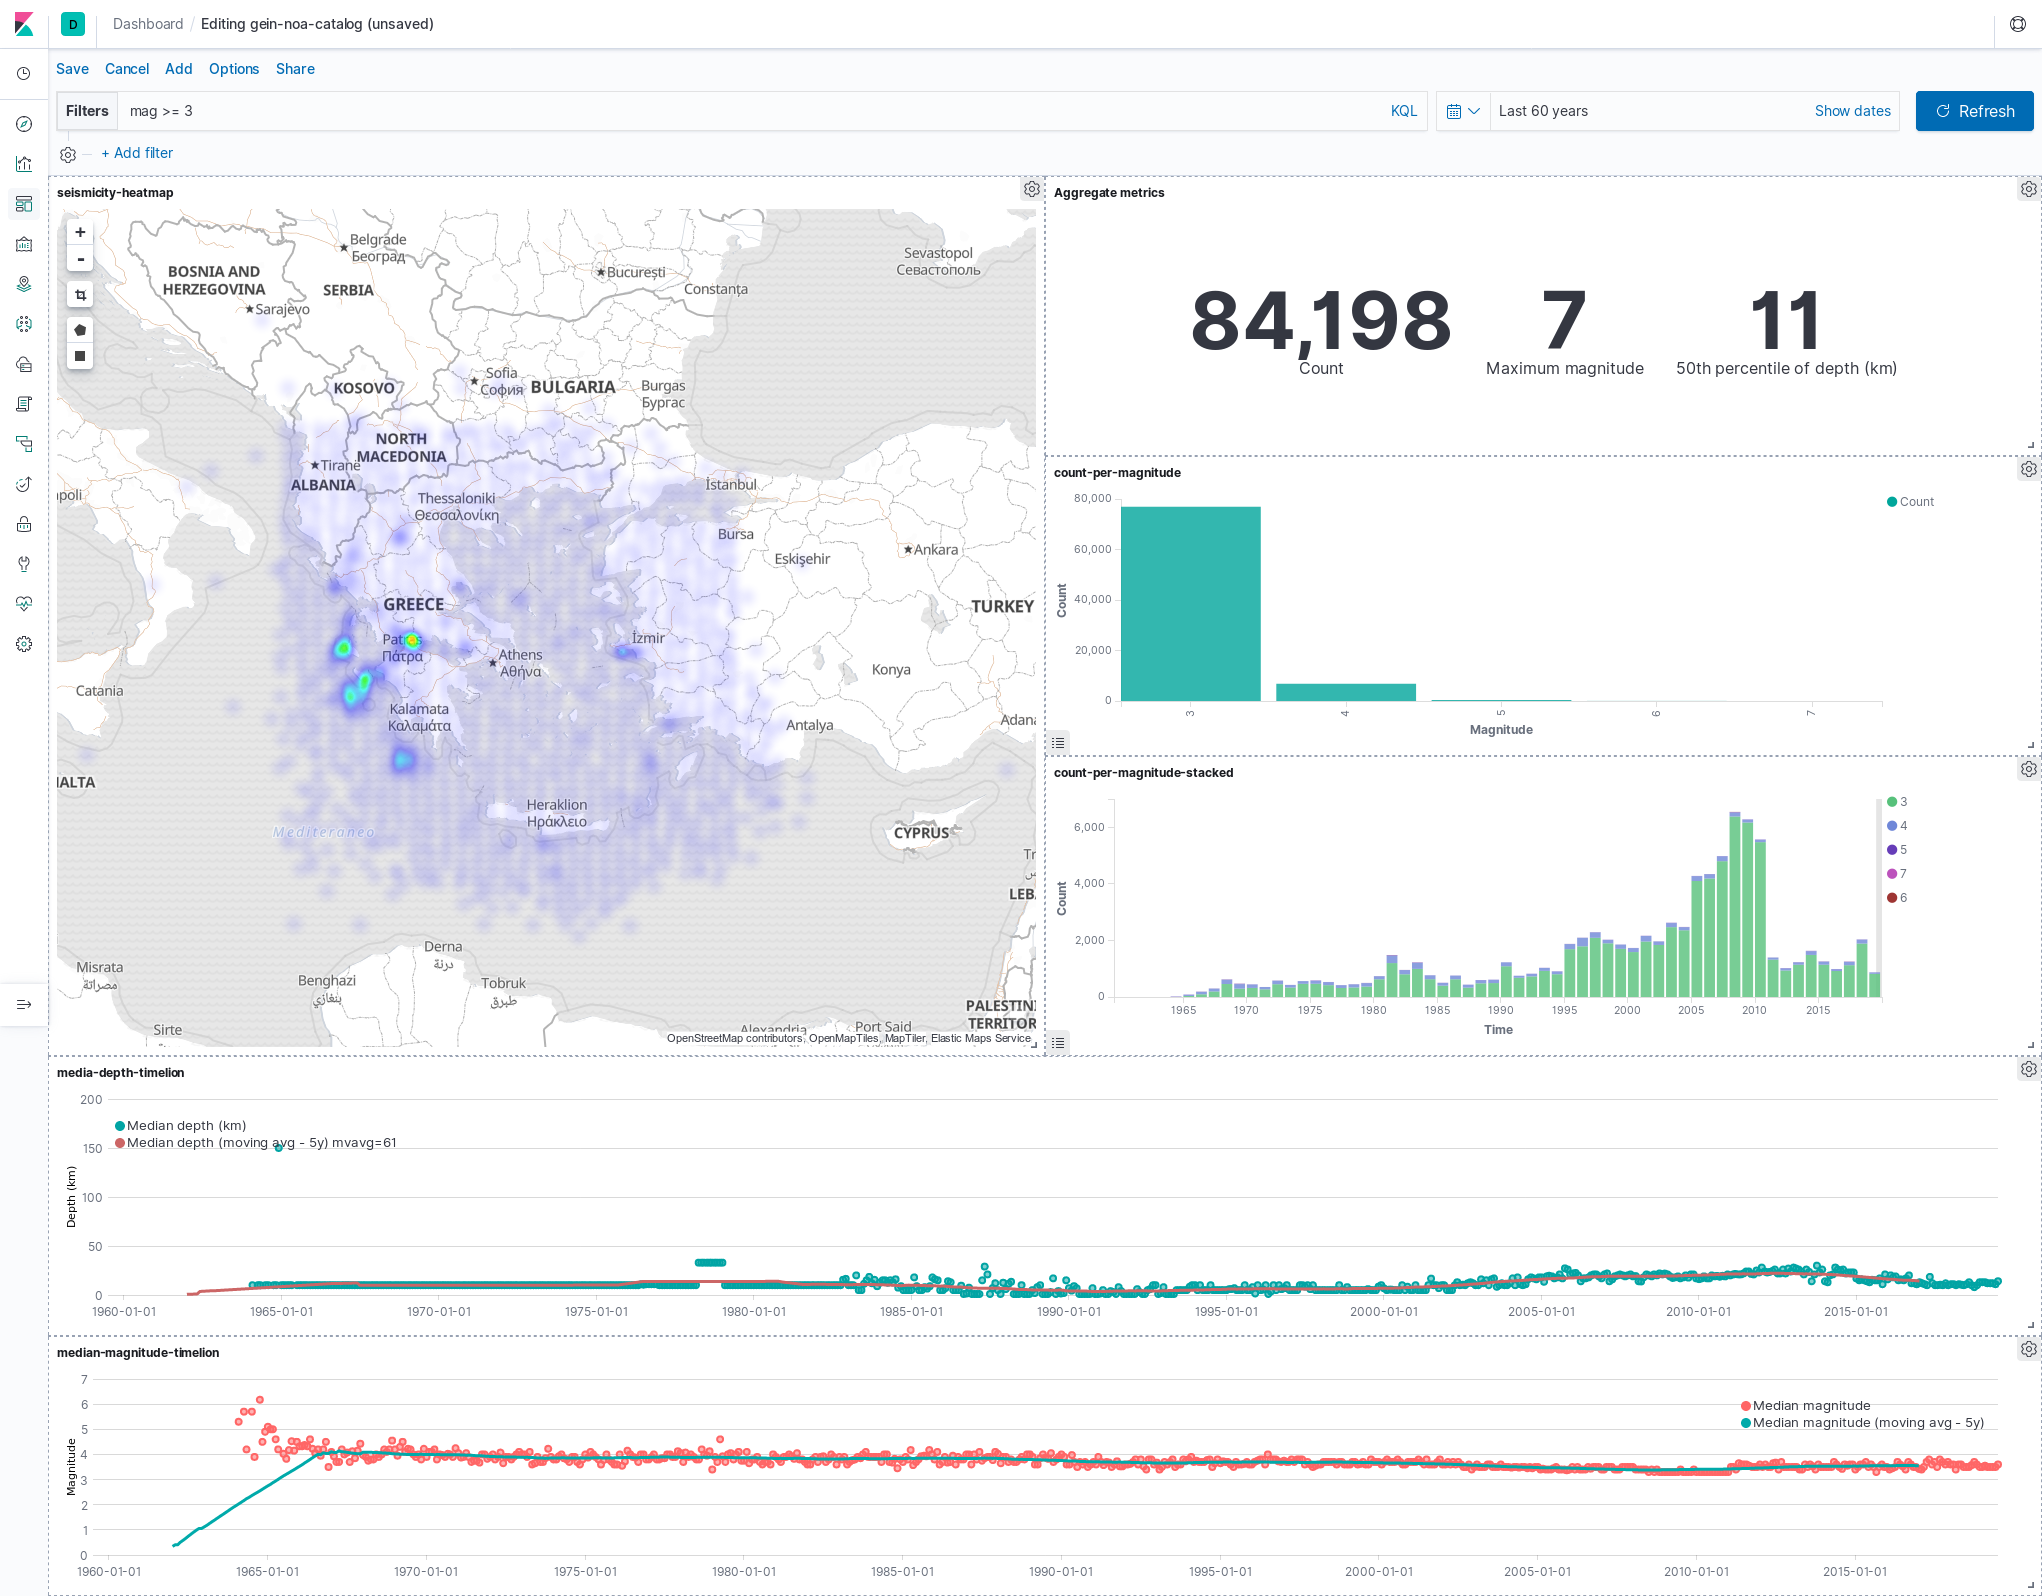 D
Dashboard / Editing gein-noa-catalog (unsaved)
Save Cancel Add Options Share
Filters mag >= 3 KQL
Last 60 years Show dates
Refresh
+ Add filter
seismicity-heatmap
+
-
Belgrade
Београд
BOSNIA AND
HERZEGOVINA
SERBIA
Sarajevo
București
Constanța
Sevastopol
Севастополь
KOSOVO
Sofia
София
BULGARIA
Burgas
Бургас
NORTH
MACEDONIA
Tiranë
ALBANIA
Thessaloniki
Θεσσαλονίκη
İstanbul
Bursa
Eskişehir
Ankara
apoli
GREECE
TURKEY
Patras
Πάτρα
Athens
Αθήνα
İzmir
Konya
Catania
Kalamata
Καλαμάτα
Antalya
Adana
ALTA
Heraklion
Ηράκλειο
Mediteraneo
CYPRUS
Tr
LEB
Derna
درنة
Misrata
مصراتة
Benghazi
بنغازي
Tobruk
طبرق
PALESTIN
TERRITOR
Sirte
Alexandria
Port Said
OpenStreetMap contributors, OpenMapTiles, MapTiler, Elastic Maps Service
Aggregate metrics
84,198 7 11
Count Maximum magnitude 50th percentile of depth (km)
count-per-magnitude
80,000
60,000
40,000
20,000
0
Count
3 4 5 6 7
Magnitude
Count
count-per-magnitude-stacked
6,000
4,000
2,000
0
Count
1965 1970 1975 1980 1985 1990 1995 2000 2005 2010 2015
Time
3
4
5
7
6
media-depth-timelion
200
150
100
50
0
Depth (km)
Median depth (km)
Median depth (moving avg - 5y) mvavg=61
1960-01-01 1965-01-01 1970-01-01 1975-01-01 1980-01-01 1985-01-01 1990-01-01 1995-01-01 2000-01-01 2005-01-01 2010-01-01 2015-01-01
median-magnitude-timelion
7
6
5
4
3
2
1
0
Magnitude
Median magnitude
Median magnitude (moving avg - 5y)
1960-01-01 1965-01-01 1970-01-01 1975-01-01 1980-01-01 1985-01-01 1990-01-01 1995-01-01 2000-01-01 2005-01-01 2010-01-01 2015-01-01